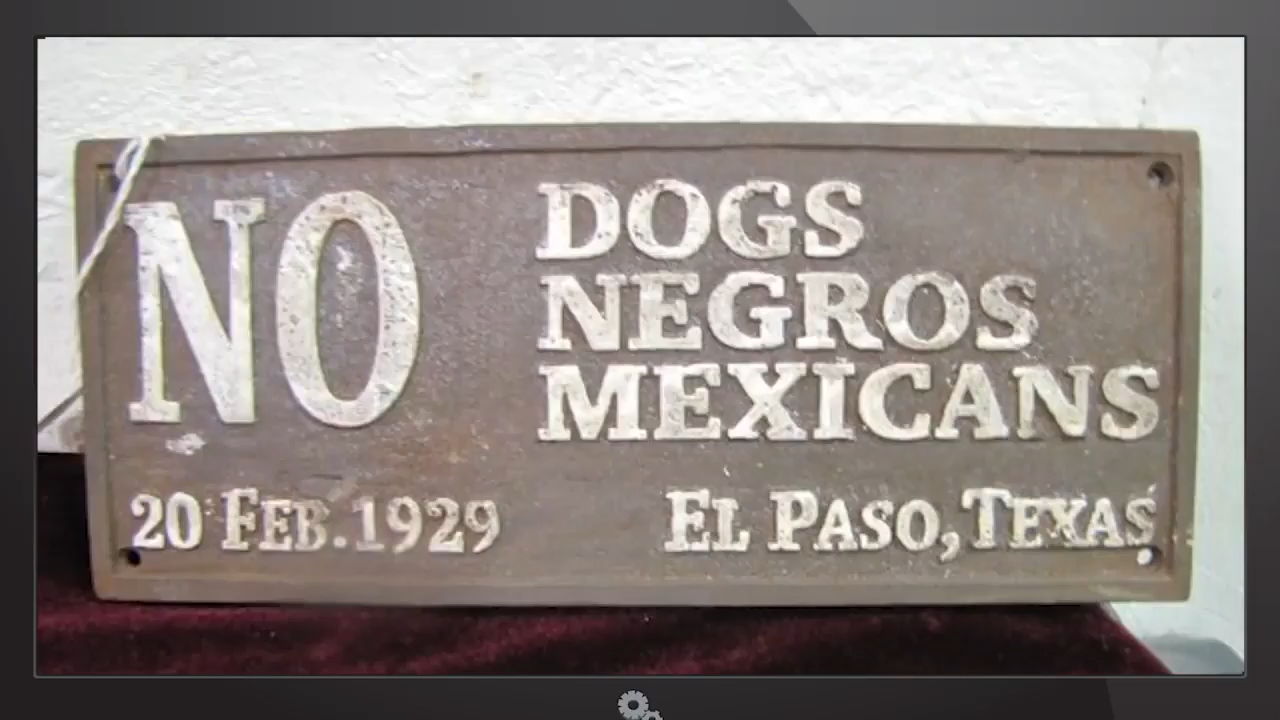 NO
DOGS
NEGROS
MEXICANS
20 FEB.1929
EL PASO, TEXAS